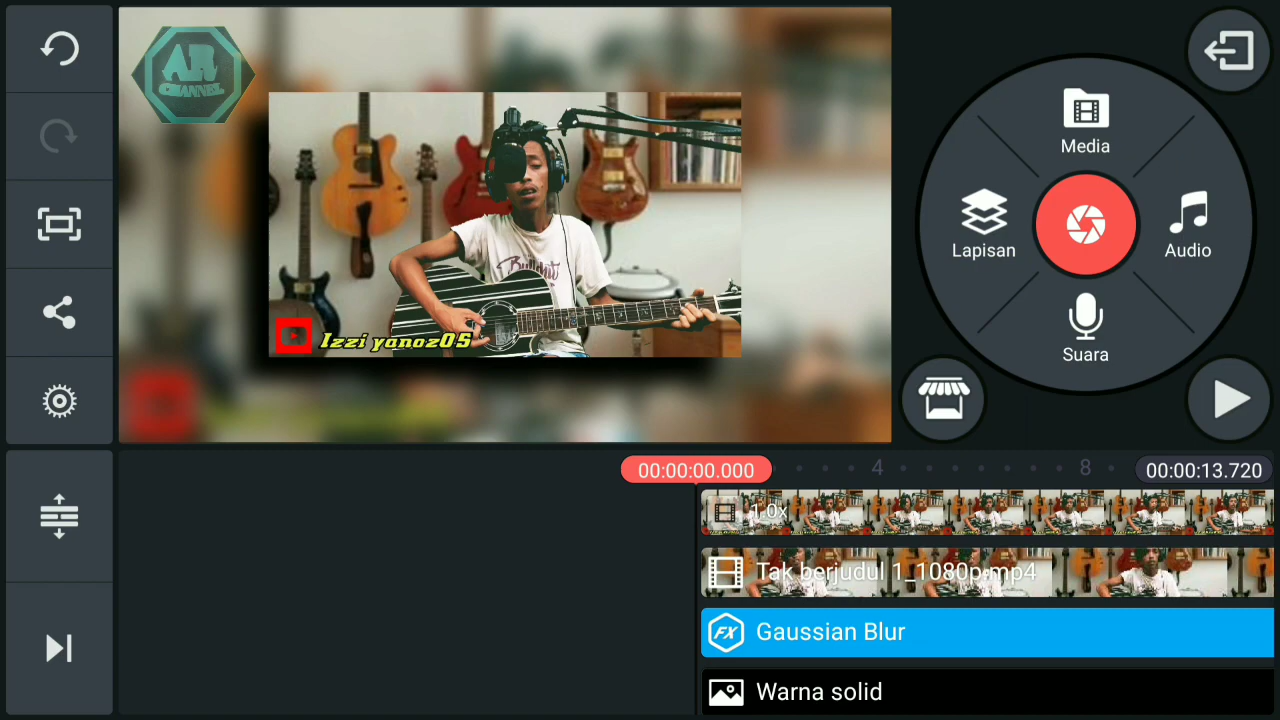 AR
CHANNEL
Izzi yanoz05
Media
Lapisan
Audio
Suara
00:00:00.000
4
8
00:00:13.720
1.0x
Tak berjudul 1_1080p.mp4
FX
Gaussian Blur
Warna solid